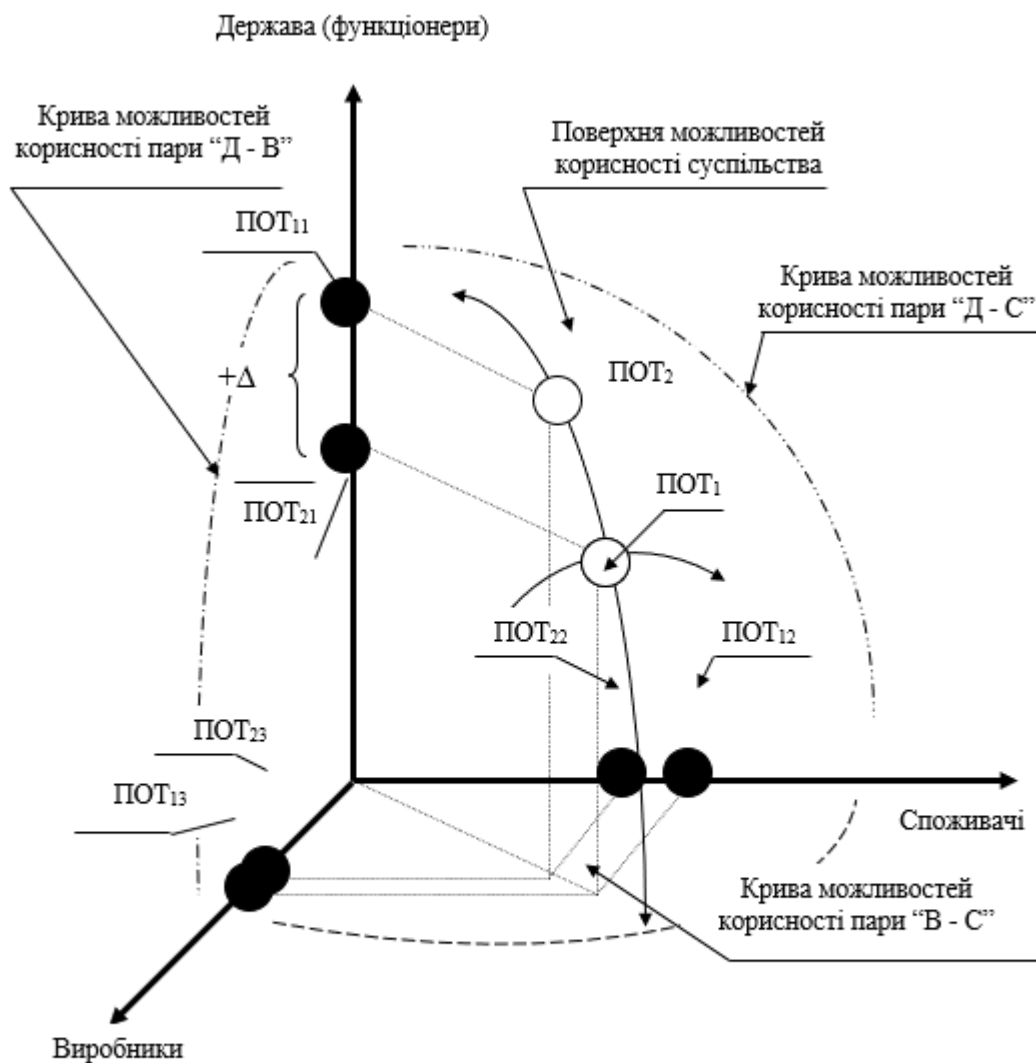 Держава (функціонери)
Крива можливостей
корисності пари “Д - В”
Поверхня можливостей
корисності суспільства
ПОТ11
Крива можливостей
корисності пари “Д - С”
+Δ
ПОТ2
ПОТ21
ПОТ1
ПОТ22
ПОТ12
ПОТ23
ПОТ13
Споживачі
Крива можливостей
корисності пари “В - С”
Виробники